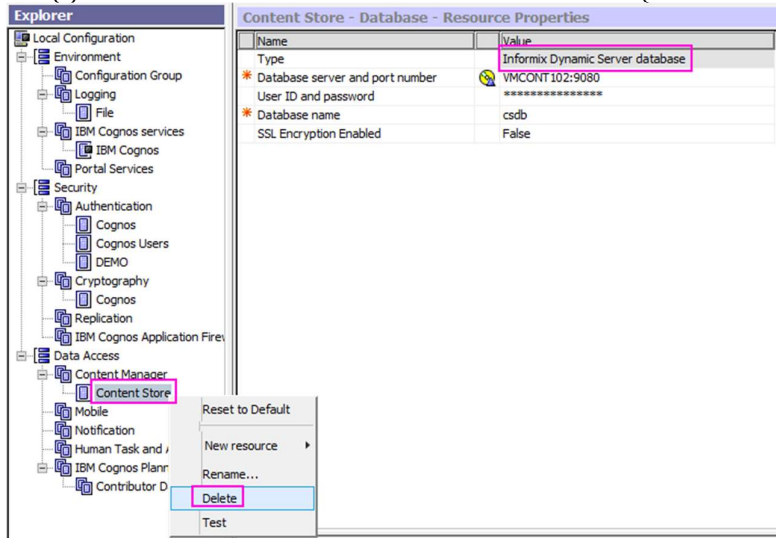 Explorer
Local Configuration
Environment
Configuration Group
Logging
File
IBM Cognos services
IBM Cognos
Portal Services
Security
Authentication
Cognos
Cognos Users
DEMO
Cryptography
Cognos
Replication
IBM Cognos Application
Data Access
Content Manager
Content Store
Mobile
Notification
Human Task and
IBM Cognos
Contributor
Reset to Default
New resource
Rename...
Delete
Test
Content Store - Database - Resource Properties
Name Value
Type Informix Dynamic Server database
* Database server and port number VMCONT102:9080
User ID and password ***************
* Database name csdb
SSL Encryption Enabled False